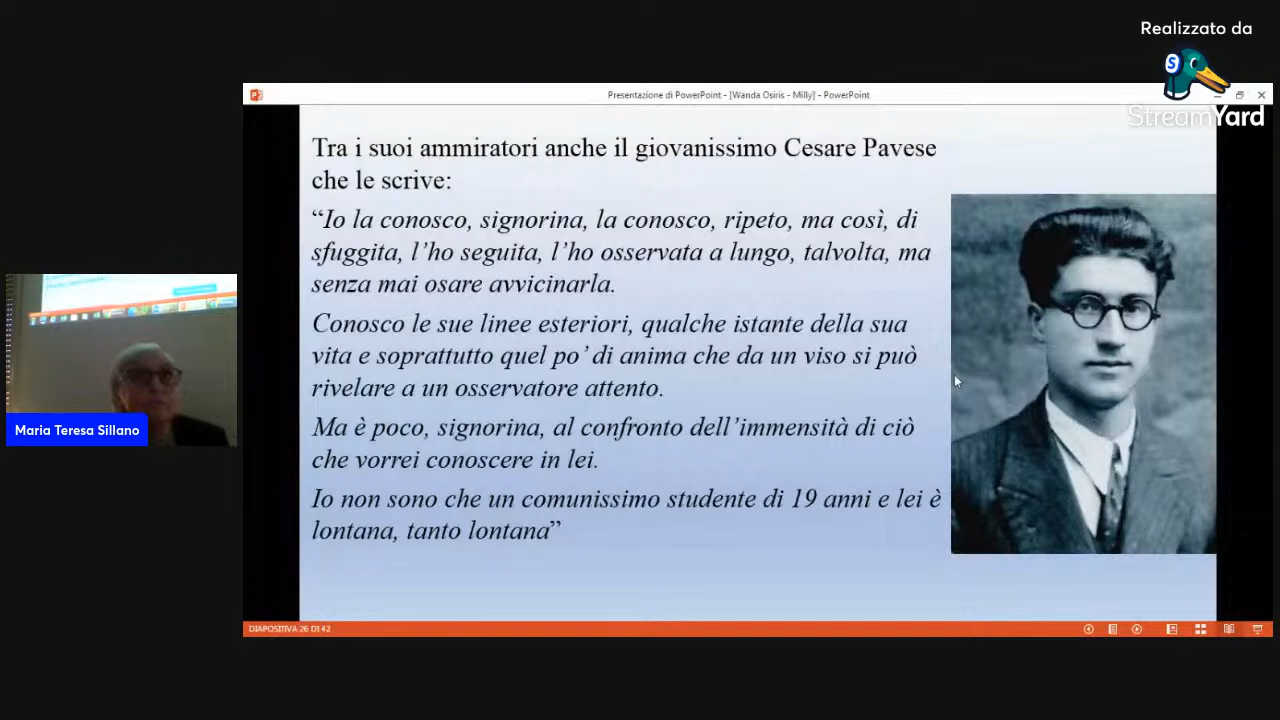 Realizzato da
StreamYard
Presentazione di PowerPoint - [Wanda Osiris - Milly] - PowerPoint
Tra i suoi ammiratori anche il giovanissimo Cesare Pavese
che le scrive:
“Io la conosco, signorina, la conosco, ripeto, ma così, di
sfuggita, l’ho seguita, l’ho osservata a lungo, talvolta, ma
senza mai osare avvicinarla.
Conosco le sue linee esteriori, qualche istante della sua
vita e soprattutto quel po’ di anima che da un viso si può
rivelare a un osservatore attento.
Ma è poco, signorina, al confronto dell’immensità di ciò
che vorrei conoscere in lei.
Io non sono che un comunissimo studente di 19 anni e lei è
lontana, tanto lontana”
Maria Teresa Sillano
DIAPOSITIVA 26 DI 42